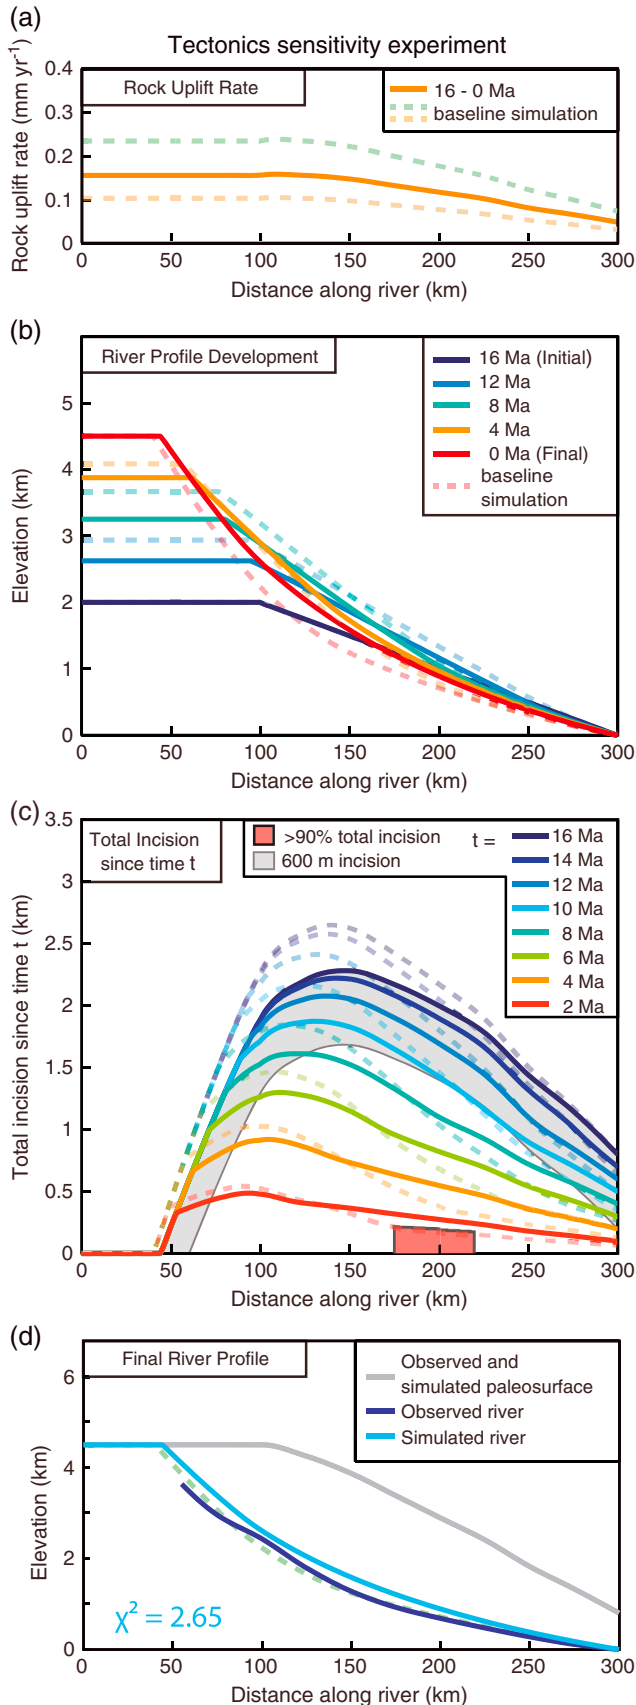 (a)
Tectonics sensitivity experiment
Rock uplift rate (mm yr⁻¹)
0.4
0.3
0.2
0.1
0
Rock Uplift Rate
16 - 0 Ma
baseline simulation
0 50 100 150 200 250 300
Distance along river (km)
(b)
Elevation (km)
5
4
3
2
1
0
River Profile Development
16 Ma (Initial)
12 Ma
8 Ma
4 Ma
0 Ma (Final)
baseline
simulation
0 50 100 150 200 250 300
Distance along river (km)
(c)
Total incision since time t (km)
3.5
3
2.5
2
1.5
1
0.5
0
Total Incision
since time t
>90% total incision
600 m incision
t =
16 Ma
14 Ma
12 Ma
10 Ma
8 Ma
6 Ma
4 Ma
2 Ma
0 50 100 150 200 250 300
Distance along river (km)
(d)
Elevation (km)
6
4
2
0
Final River Profile
Observed and
simulated paleosurface
Observed river
Simulated river
χ² = 2.65
0 50 100 150 200 250 300
Distance along river (km)